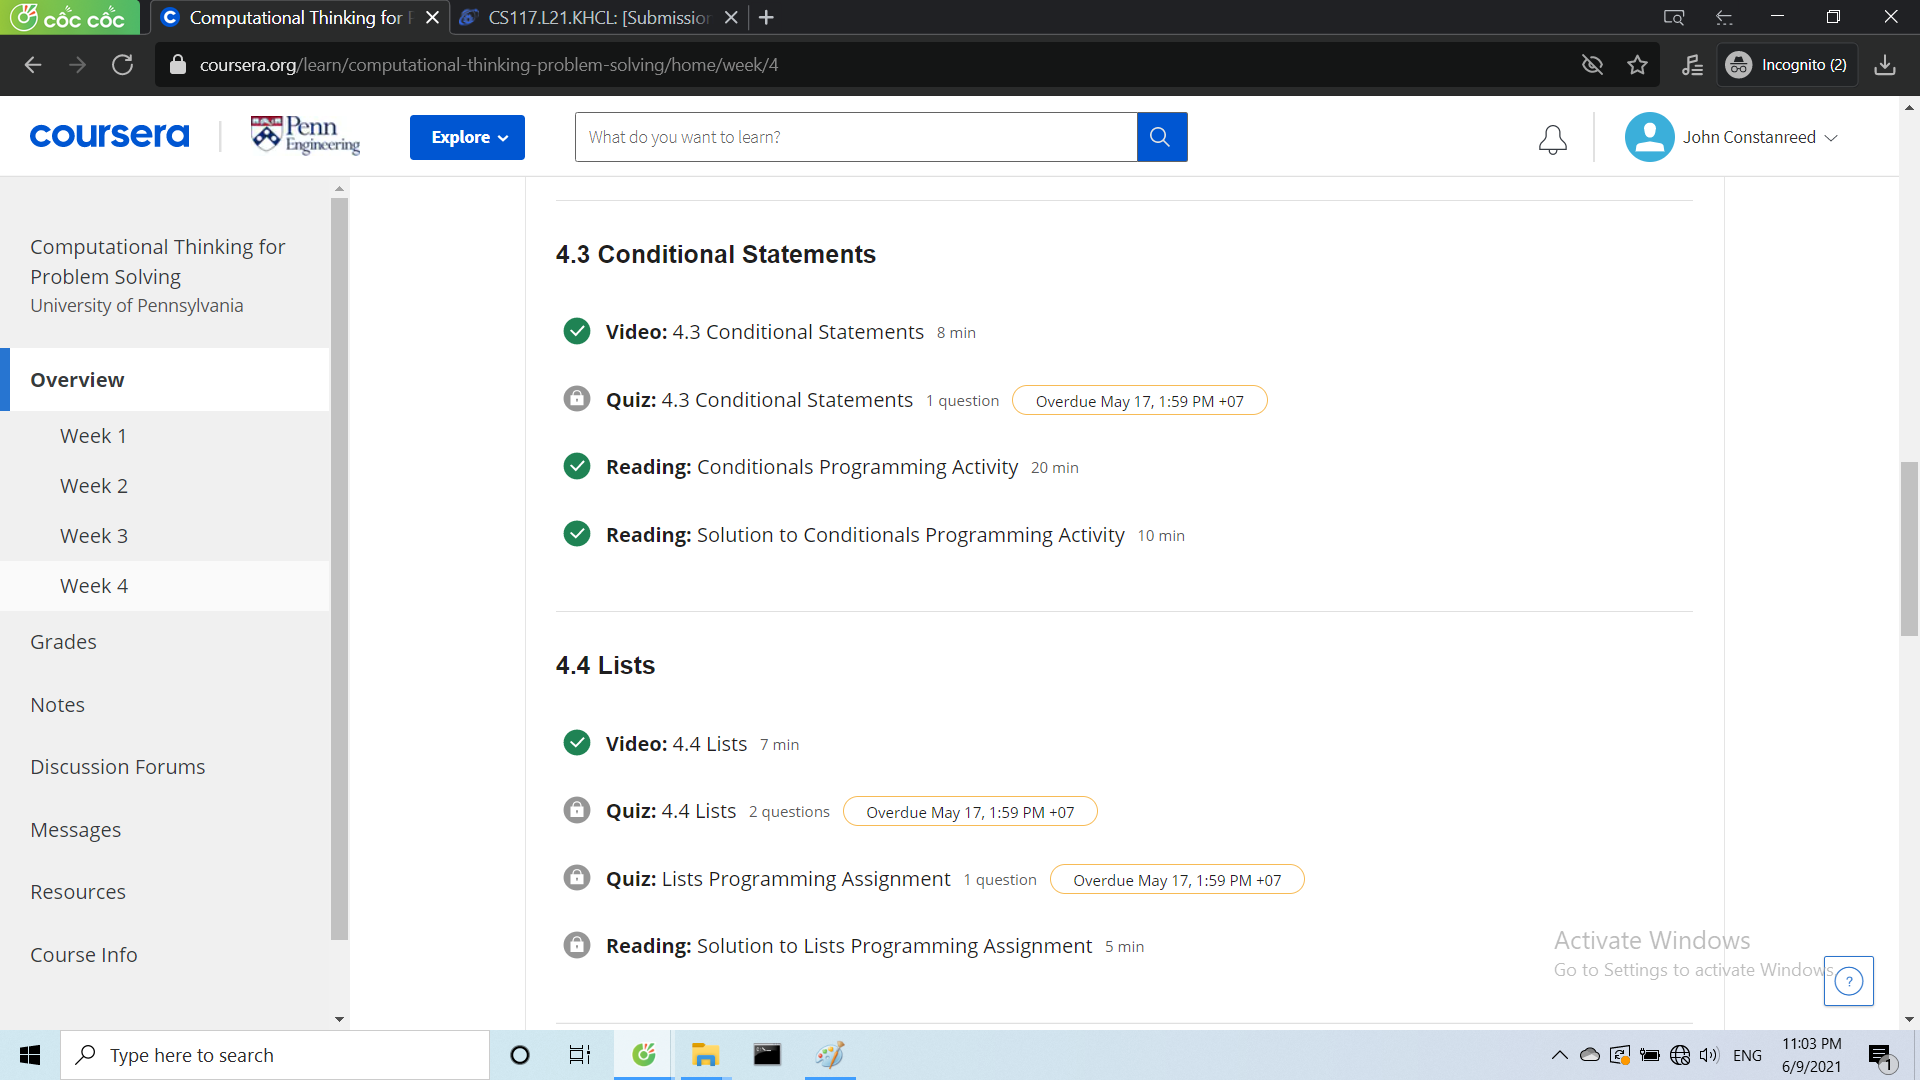 cốc cốc
Computational Thinking for
CS117.L21.KHCL: [Submission
coursera.org/learn/computational-thinking-problem-solving/home/week/4
Incognito (2)
coursera
Penn
Engineering
Explore
What do you want to learn?
John Constanreed
Computational Thinking for
Problem Solving
University of Pennsylvania
Overview
Week 1
Week 2
Week 3
Week 4
Grades
Notes
Discussion Forums
Messages
Resources
Course Info
4.3 Conditional Statements
Video: 4.3 Conditional Statements 8 min
Quiz: 4.3 Conditional Statements 1 question Overdue May 17, 1:59 PM +07
Reading: Conditionals Programming Activity 20 min
Reading: Solution to Conditionals Programming Activity 10 min
4.4 Lists
Video: 4.4 Lists 7 min
Quiz: 4.4 Lists 2 questions Overdue May 17, 1:59 PM +07
Quiz: Lists Programming Assignment 1 question Overdue May 17, 1:59 PM +07
Reading: Solution to Lists Programming Assignment 5 min
Activate Windows
Go to Settings to activate Windows.
?
Type here to search
ENG
11:03 PM
6/9/2021
1